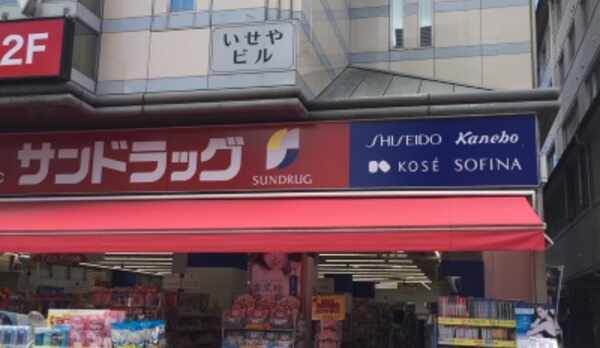 2F
いせや
ビル
C
サンドラッグ
SUNDRUG
SHISEIDO Kanebo
KOSÉ SOFINA